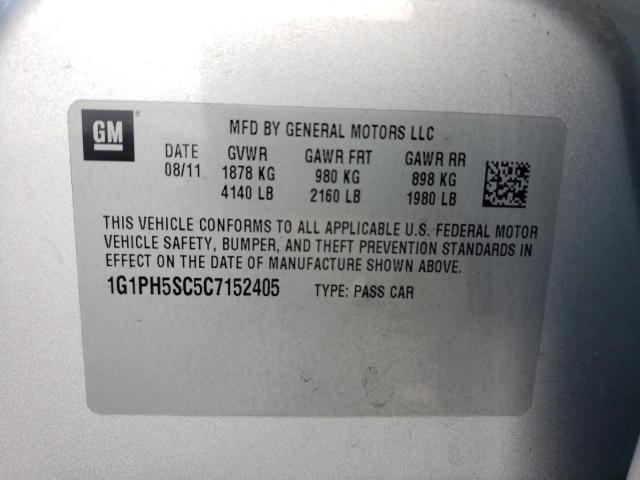 GM
MFD BY GENERAL MOTORS LLC
DATE GVWR GAWR FRT GAWR RR
08/11 1878 KG 980 KG 898 KG
4140 LB 2160 LB 1980 LB
THIS VEHICLE CONFORMS TO ALL APPLICABLE U.S. FEDERAL MOTOR
VEHICLE SAFETY, BUMPER, AND THEFT PREVENTION STANDARDS IN
EFFECT ON THE DATE OF MANUFACTURE SHOWN ABOVE.
1G1PH5SC5C7152405 TYPE: PASS CAR